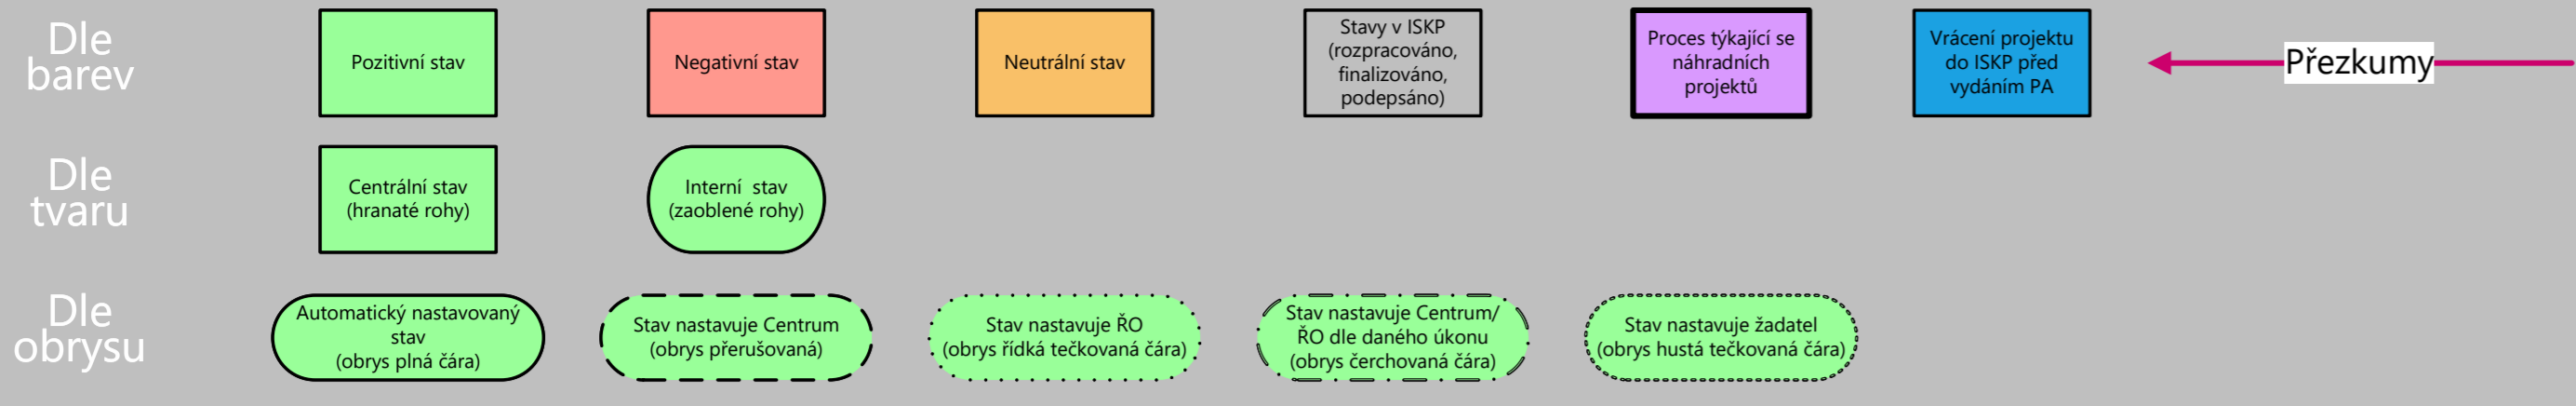 Dle
barev
Pozitivní stav
Negativní stav
Neutrální stav
Stavy v ISKP
(rozpracováno,
finalizováno,
podepsáno)
Proces týkající se
náhradních
projektů
Vrácení projektu
do ISKP před
vydáním PA
Přezkumy
Dle
tvaru
Centrální stav
(hranaté rohy)
Interní  stav
(zaoblené rohy)
Dle
obrysu
Automatický nastavovaný
stav
(obrys plná čára)
Stav nastavuje Centrum
(obrys přerušovaná)
Stav nastavuje ŘO
(obrys řídká tečkovaná čára)
Stav nastavuje Centrum/
ŘO dle daného úkonu
(obrys čerchovaná čára)
Stav nastavuje žadatel
(obrys hustá tečkovaná čára)